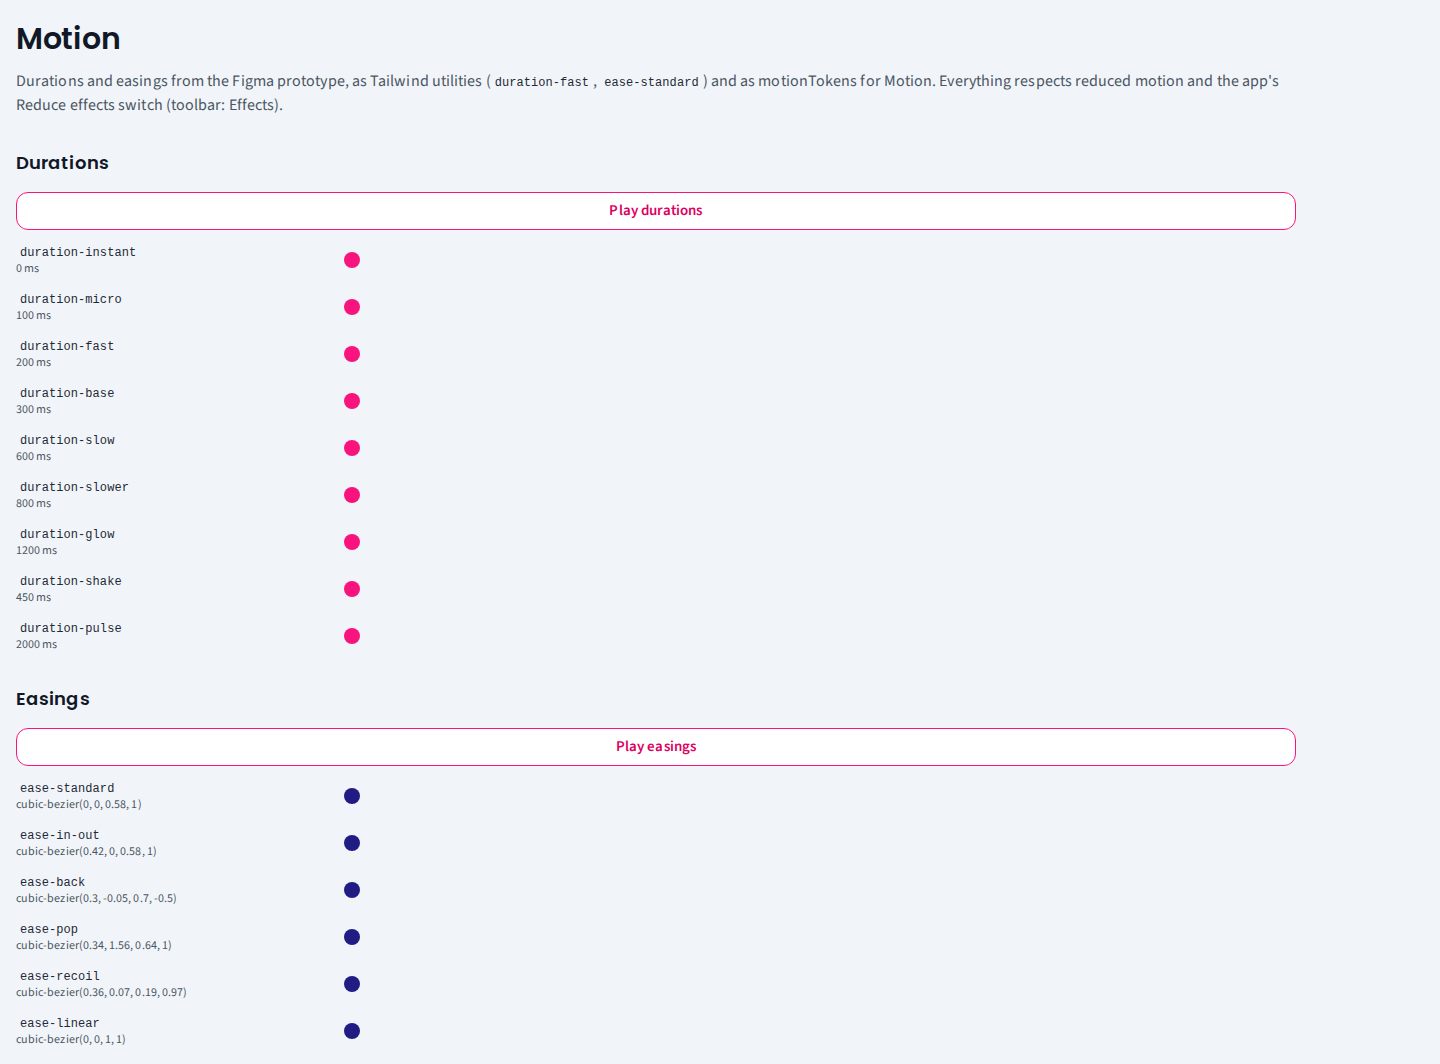 Motion
Durations and easings from the Figma prototype, as Tailwind utilities ( duration-fast , ease-standard ) and as motionTokens for Motion. Everything respects reduced motion and the app's
Reduce effects switch (toolbar: Effects).
Durations
Play durations
duration-instant
0 ms
duration-micro
100 ms
duration-fast
200 ms
duration-base
300 ms
duration-slow
600 ms
duration-slower
800 ms
duration-glow
1200 ms
duration-shake
450 ms
duration-pulse
2000 ms
Easings
Play easings
ease-standard
cubic-bezier(0, 0, 0.58, 1)
ease-in-out
cubic-bezier(0.42, 0, 0.58, 1)
ease-back
cubic-bezier(0.3, -0.05, 0.7, -0.5)
ease-pop
cubic-bezier(0.34, 1.56, 0.64, 1)
ease-recoil
cubic-bezier(0.36, 0.07, 0.19, 0.97)
ease-linear
cubic-bezier(0, 0, 1, 1)